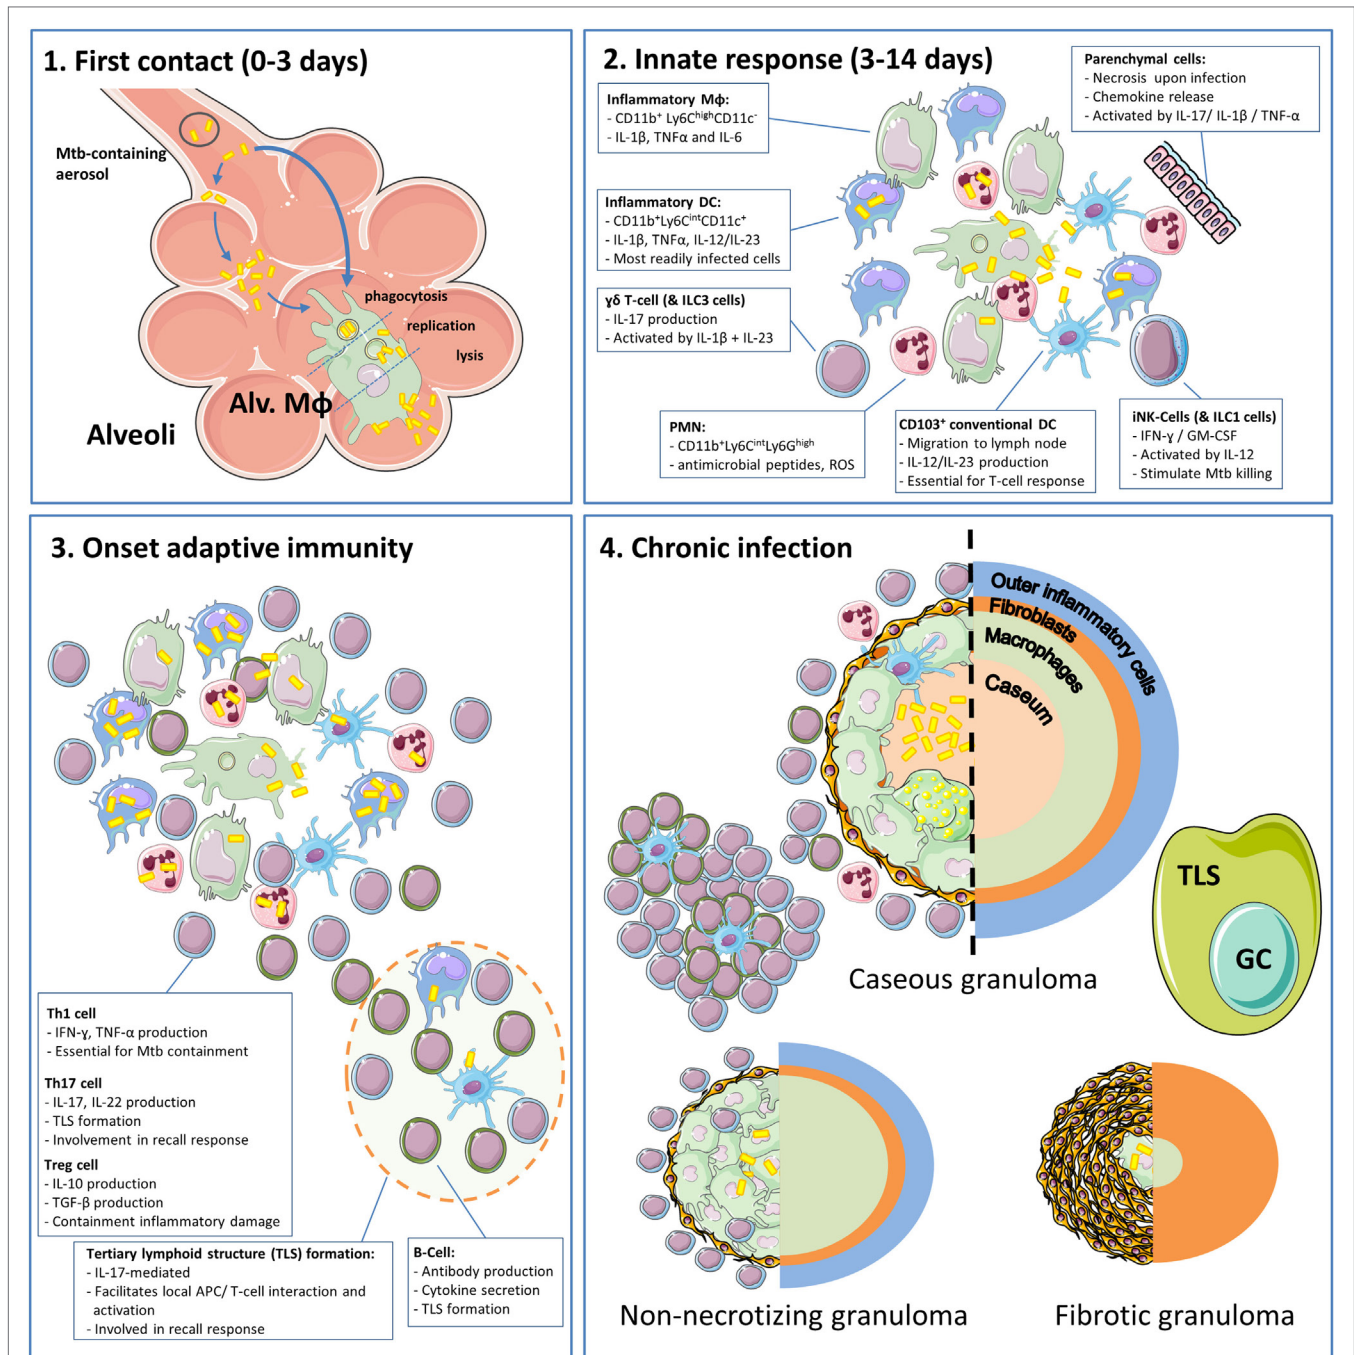 1. First contact (0-3 days)
Mtb-containing
aerosol
phagocytosis
replication
lysis
Alv. Mϕ
Alveoli
2. Innate response (3-14 days)
Inflammatory Mϕ:
- CD11b⁺ Ly6CʰⁱᵍʰCD11c⁻
- IL-1β, TNFα and IL-6
Parenchymal cells:
- Necrosis upon infection
- Chemokine release
- Activated by IL-17/ IL-1β / TNF-α
Inflammatory DC:
- CD11b⁺Ly6CⁱⁿᵗCD11c⁺
- IL-1β, TNFα, IL-12/IL-23
- Most readily infected cells
ɣδ T-cell (& ILC3 cells)
- IL-17 production
- Activated by IL-1β + IL-23
PMN:
- CD11b⁺Ly6CⁱⁿᵗLy6Gʰⁱᵍʰ
- antimicrobial peptides, ROS
CD103⁺ conventional DC
- Migration to lymph node
- IL-12/IL-23 production
- Essential for T-cell response
iNK-Cells (& ILC1 cells)
- IFN-ɣ / GM-CSF
- Activated by IL-12
- Stimulate Mtb killing
3. Onset adaptive immunity
Th1 cell
- IFN-ɣ, TNF-α production
- Essential for Mtb containment
Th17 cell
- IL-17, IL-22 production
- TLS formation
- Involvement in recall response
Treg cell
- IL-10 production
- TGF-β production
- Containment inflammatory damage
Tertiary lymphoid structure (TLS) formation:
- IL-17-mediated
- Facilitates local APC/ T-cell interaction and
activation
- Involved in recall response
B-Cell:
- Antibody production
- Cytokine secretion
- TLS formation
4. Chronic infection
Outer inflammatory cells
Fibroblasts
Macrophages
Caseum
Caseous granuloma
TLS
GC
Non-necrotizing granuloma
Fibrotic granuloma